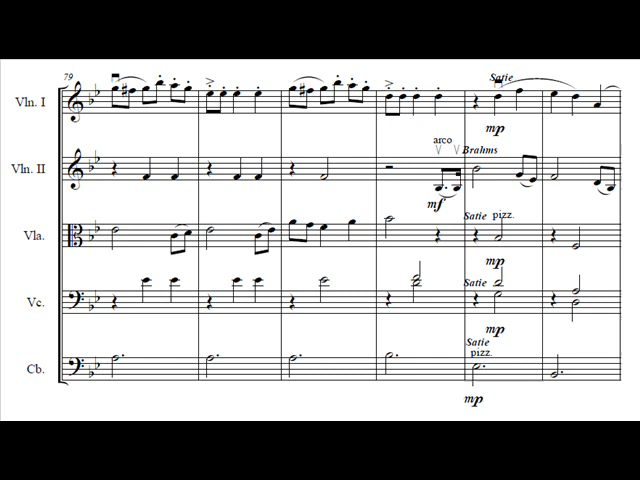 79
Vln. I
Satie
mp
arco
Vln. II
Brahms
mf
Satie pizz.
Vla.
mp
Satie
Vc.
mp
Satie
pizz.
Cb.
mp